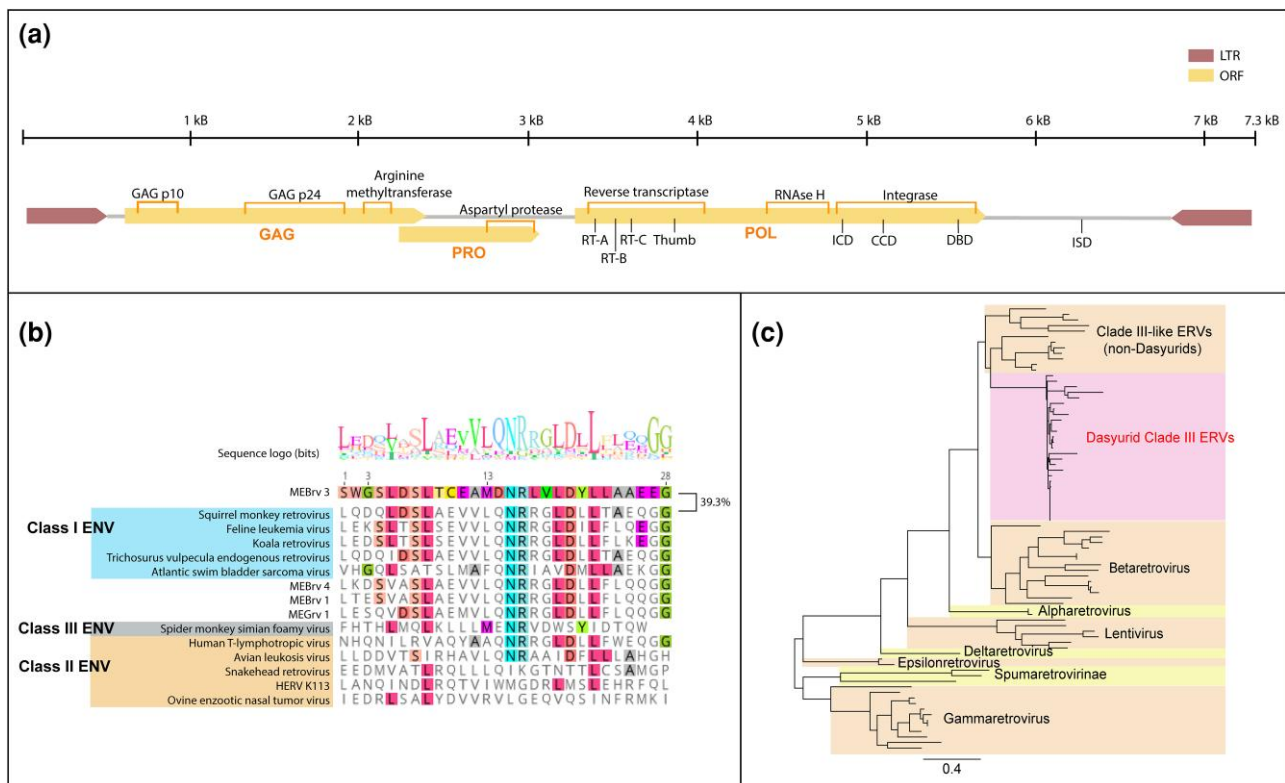 (a)
LTR
ORF
1 kB 2 kB 3 kB 4 kB 5 kB 6 kB 7 kB 7.3 kB
GAG p10 GAG p24 Arginine methyltransferase Aspartyl protease Reverse transcriptase RNAse H Integrase
GAG PRO POL
RT-A RT-B RT-C Thumb ICD CCD DBD ISD
(b)
Sequence logo (bits)
1 3 13 28
MEBrv 3 SWGSLDSLTCEAMDNRLVLDYLLAAEEG
39.3%
Class I ENV
Squirrel monkey retrovirus LQDQLDSLAEVVLQNRRGLDLLTAEQGG
Feline leukemia virus LEKSLTSLSEVVLQNRRGLDILFLQEGG
Koala retrovirus LEDSLTSLSEVVLQNRRGLDLLFLKEGG
Trichosurus vulpecula endogenous retrovirus LQDQIDSLAEVVLQNRRGLDLLTAEQGG
Atlantic swim bladder sarcoma virus VHGQLSATSLMAFQNRIAVDMLLAEKGG
MEBrv 4 LKDSVASLAEVVLQNRRGLDLLFLQQGG
MEBrv 1 LTESVASLAEVVLQNRRGLDLLFLQQGG
MEGrv 1 LESQVDSLAEMVLQNRRGLDLLFLQQGG
Class III ENV
Spider monkey simian foamy virus FHTHLMQLKLLLMENRVDWSYIDTQW
Class II ENV
Human T-lymphotropic virus NHQNILRVAQYAAQNRRGLDLLFWEQGG
Avian leukosis virus LLDDVTSIRHAVLQNRAAIDFLLLAHGH
Snakehead retrovirus EEDMVATLRQLLLQIKGTNTTLCSAMGP
HERV K113 LANQINDLRQTVIWMGDRLMSLEHRFQL
Ovine enzootic nasal tumor virus IEDRLSALYDVVRVLGEQVQSINFRMKI
(c)
Clade III-like ERVs
(non-Dasyurids)
Dasyurid Clade III ERVs
Betaretrovirus
Alpharetrovirus
Lentivirus
Deltaretrovirus
Epsilonretrovirus
Spumaretrovirinae
Gammaretrovirus
0.4